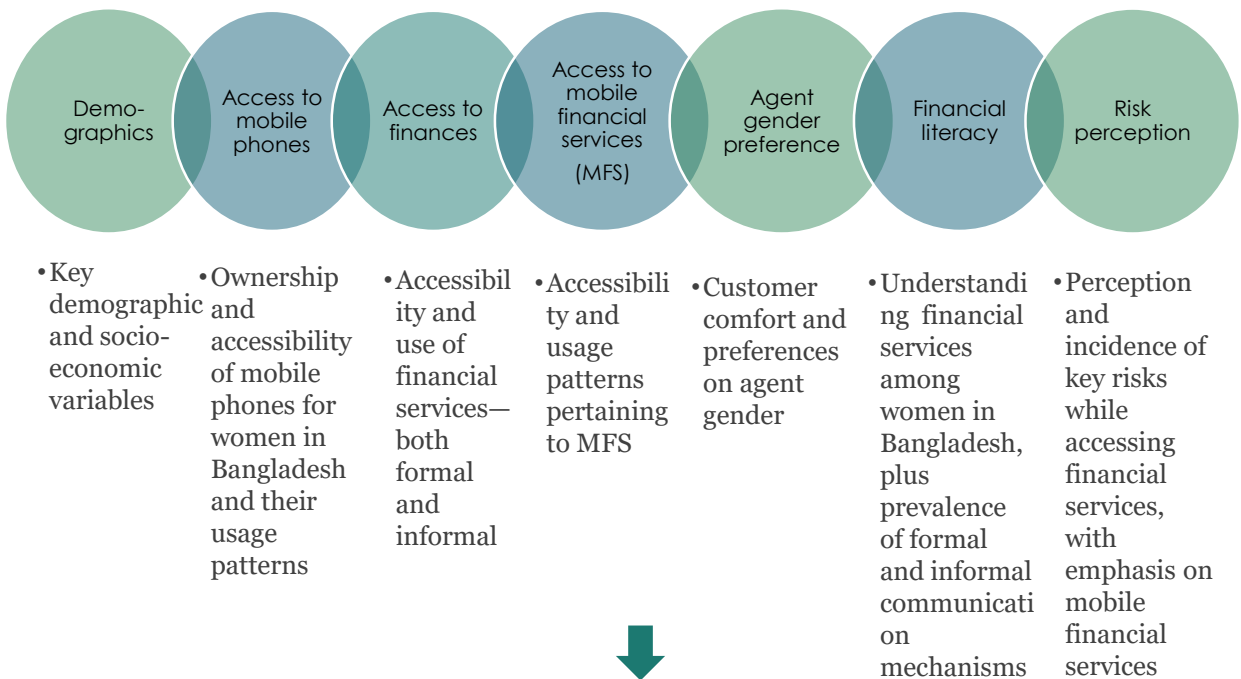 Demo-
graphics
Access to
mobile
phones
Access to
finances
Access to
mobile
financial
services
(MFS)
Agent
gender
preference
Financial
literacy
Risk
perception
•Key
demographic
and socio-
economic
variables
•Ownership
and
accessibility
of mobile
phones for
women in
Bangladesh
and their
usage
patterns
•Accessibil
ity and
use of
financial
services—
both
formal
and
informal
•Accessibili
ty and
usage
patterns
pertaining
to MFS
•Customer
comfort and
preferences
on agent
gender
•Understandi
ng financial
services
among
women in
Bangladesh,
plus
prevalence
of formal
and informal
communicati
on
mechanisms
•Perception
and
incidence of
key risks
while
accessing
financial
services,
with
emphasis on
mobile
financial
services